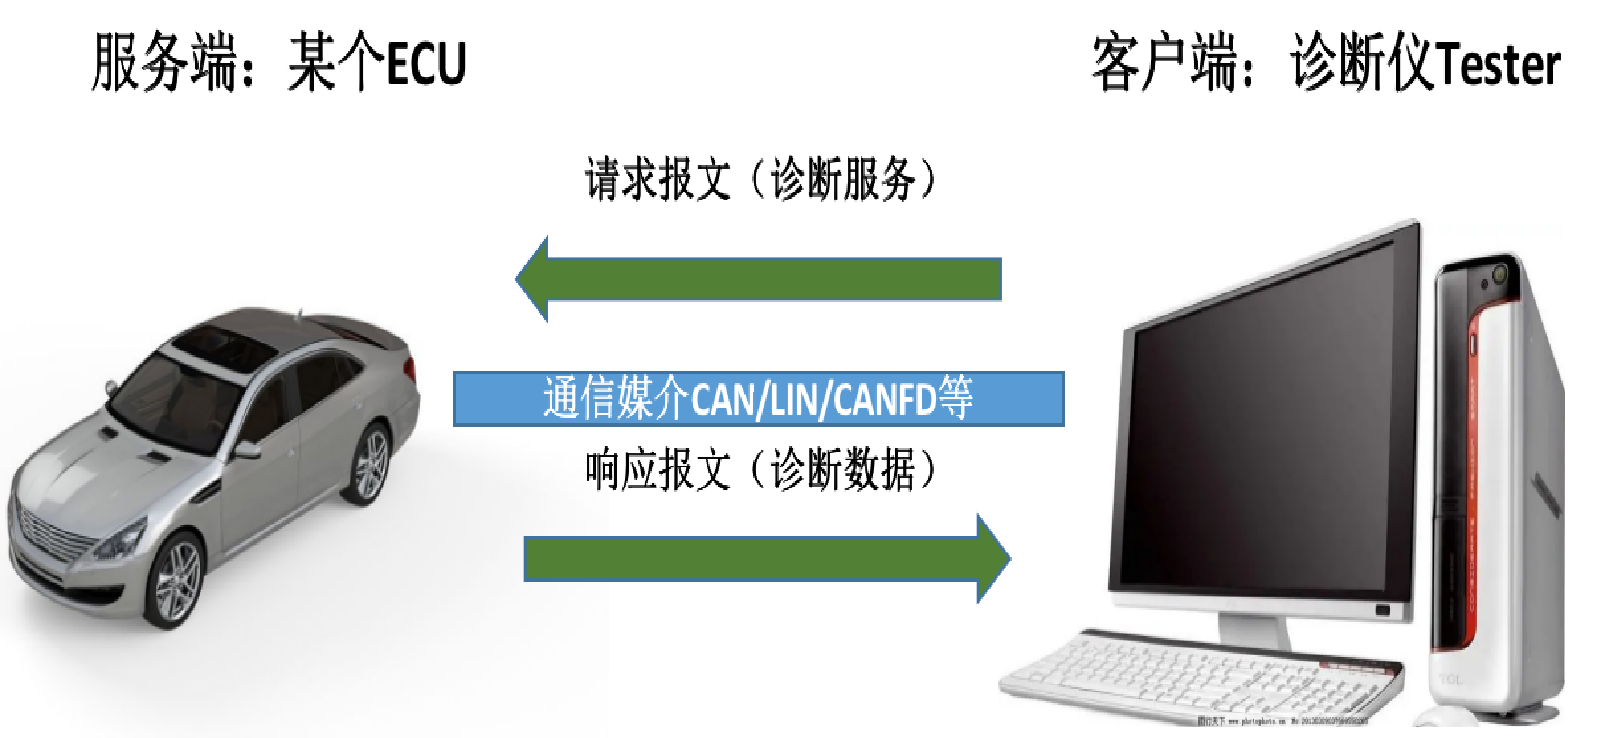 服务端：某个ECU
客户端：诊断仪Tester
请求报文（诊断服务）
通信媒介CAN/LIN/CANFD等
响应报文（诊断数据）
TCL